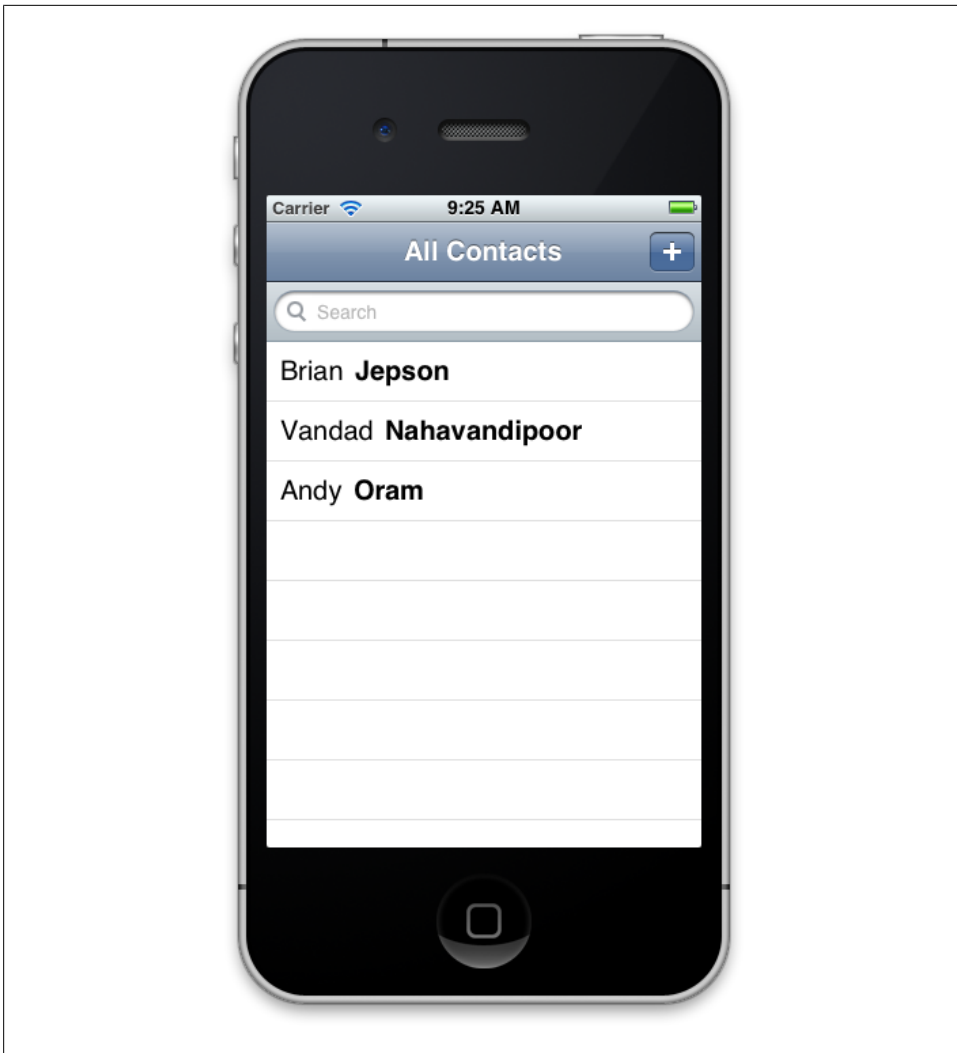 Carrier 9:25 AM
All Contacts +
Search
Brian Jepson
Vandad Nahavandipoor
Andy Oram